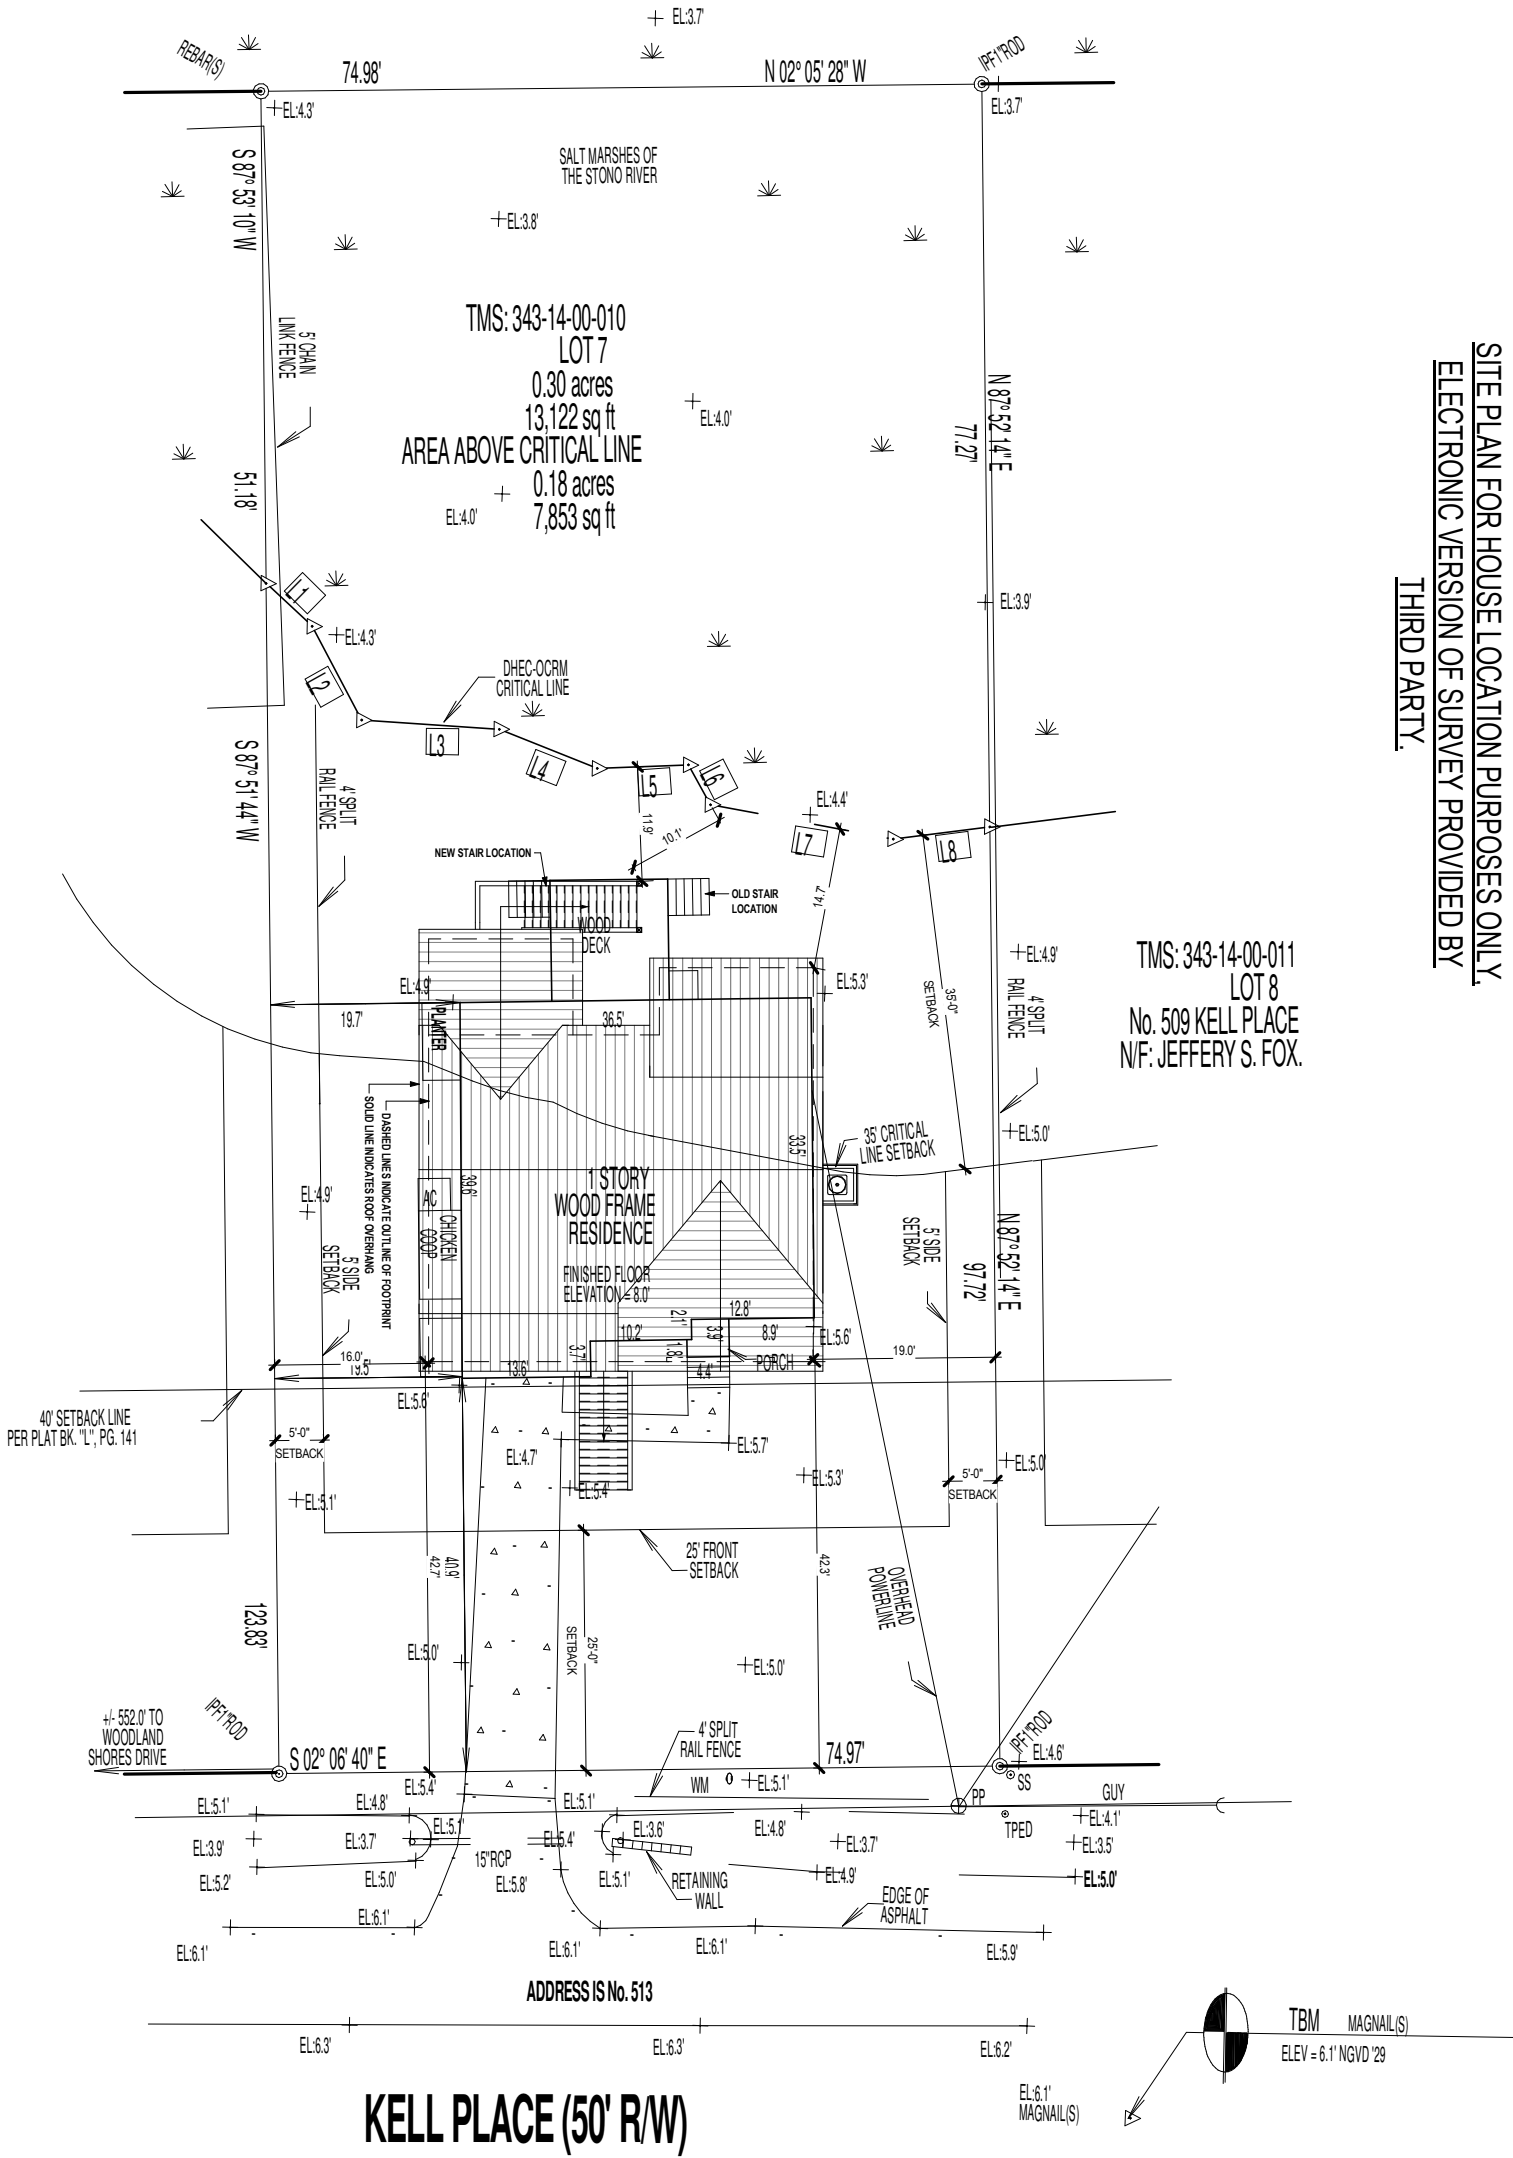 EL:3.7'
REBAR(S)
74.98'
N 02° 05' 28" W
IPF1"ROD
EL:4.3'
EL:3.7'
S 87° 53' 10" W
51.18'
SALT MARSHES OF
THE STONO RIVER
EL:3.8'
5' CHAIN
LINK FENCE
TMS: 343-14-00-010
LOT 7
0.30 acres
13,122 sq ft
AREA ABOVE CRITICAL LINE
0.18 acres
7,853 sq ft
EL:4.0'
EL:4.0'
N 87° 52' 14" E
77.27'
SITE PLAN FOR HOUSE LOCATION PURPOSES ONLY.
ELECTRONIC VERSION OF SURVEY PROVIDED BY
THIRD PARTY.
L1
EL:4.3'
EL:3.9'
L2
DHEC-OCRM
CRITICAL LINE
L3
L4
L5
L6
S 87° 51' 44" W
4' SPLIT
RAIL FENCE
11.9'
10.1'
EL:4.4'
L7
L8
NEW STAIR LOCATION
OLD STAIR
LOCATION
14.7'
WOOD
DECK
EL:4.9'
TMS: 343-14-00-011
LOT 8
No. 509 KELL PLACE
N/F: JEFFERY S. FOX.
EL:4.9'
EL:5.3'
35'-0"
SETBACK
4' SPLIT
RAIL FENCE
19.7'
PLANTER
36.5'
SOLID LINE INDICATES ROOF OVERHANG
DASHED LINES INDICATE OUTLINE OF FOOTPRINT
33.5'
35' CRITICAL
LINE SETBACK
EL:5.0'
39.6'
1 STORY
WOOD FRAME
RESIDENCE
AC
CHICKEN
COOP
EL:4.9'
5' SIDE
SETBACK
5' SIDE
SETBACK
N 87° 52' 14" E
97.72'
FINISHED FLOOR
ELEVATION = 8.0'
2.1'
12.8'
10.2'
3.9'
8.9'
EL:5.6'
3.7'
1.8'
16.0'
19.5'
13.6'
4.4'
PORCH
19.0'
EL:5.6'
40' SETBACK LINE
PER PLAT BK. "L", PG. 141
5'-0"
SETBACK
EL:4.7'
EL:5.7'
EL:5.0'
EL:5.3'
5'-0"
SETBACK
EL:5.1'
EL:5.4'
25' FRONT
SETBACK
42.7'
40.9'
42.3'
OVERHEAD
POWERLINE
123.83'
25'-0"
SETBACK
EL:5.0'
EL:5.0'
+/- 552.0' TO
WOODLAND
SHORES DRIVE
IPF1"ROD
S 02° 06' 40" E
4' SPLIT
RAIL FENCE
74.97'
IPF1"ROD
EL:4.6'
SS
EL:5.4'
WM
EL:5.1'
PP
GUY
EL:5.1'
EL:4.8'
EL:5.1'
EL:4.1'
TPED
EL:3.9'
EL:3.7'
EL:5.1'
EL:5.4'
EL:3.6'
EL:4.8'
EL:3.7'
EL:3.5'
15"RCP
EL:5.2'
EL:5.0'
EL:5.8'
EL:5.1'
RETAINING
WALL
EL:4.9'
EL:5.0'
EDGE OF
ASPHALT
EL:6.1'
EL:6.1'
EL:6.1'
EL:6.1'
EL:5.9'
ADDRESS IS No. 513
EL:6.3'
EL:6.3'
EL:6.2'
TBM
MAGNAIL(S)
ELEV = 6.1' NGVD '29
EL:6.1'
MAGNAIL(S)
KELL PLACE (50' R/W)